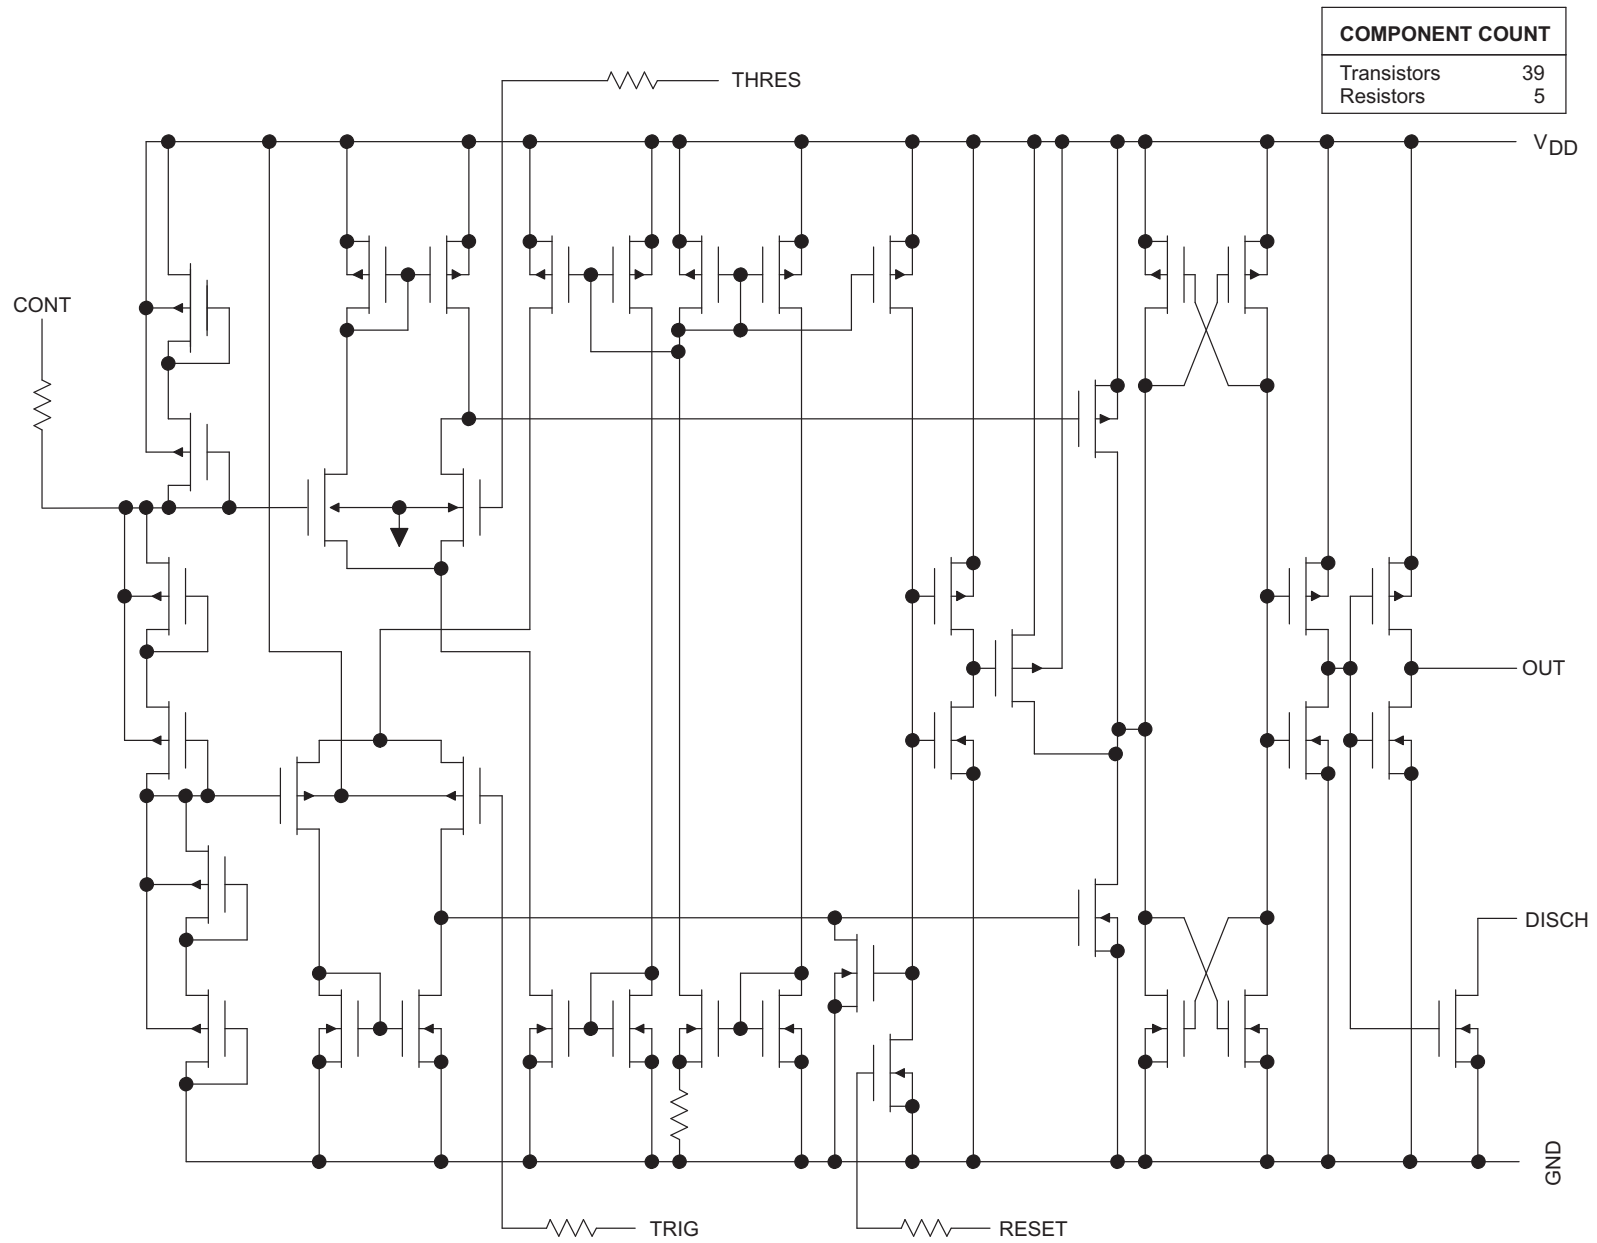 COMPONENT COUNT
Transistors 39
Resistors 5
THRES
VDD
CONT
OUT
DISCH
GND
TRIG
RESET